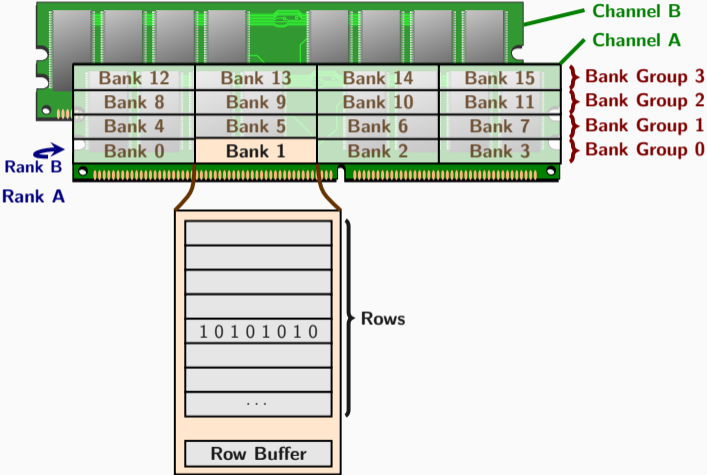 Channel B
Channel A
Bank 12 Bank 13 Bank 14 Bank 15 Bank Group 3
Bank 8 Bank 9 Bank 10 Bank 11 Bank Group 2
Bank 4 Bank 5 Bank 6 Bank 7 Bank Group 1
Bank 0 Bank 1 Bank 2 Bank 3 Bank Group 0
Rank B
Rank A
1 0 1 0 1 0 1 0
Rows
...
Row Buffer